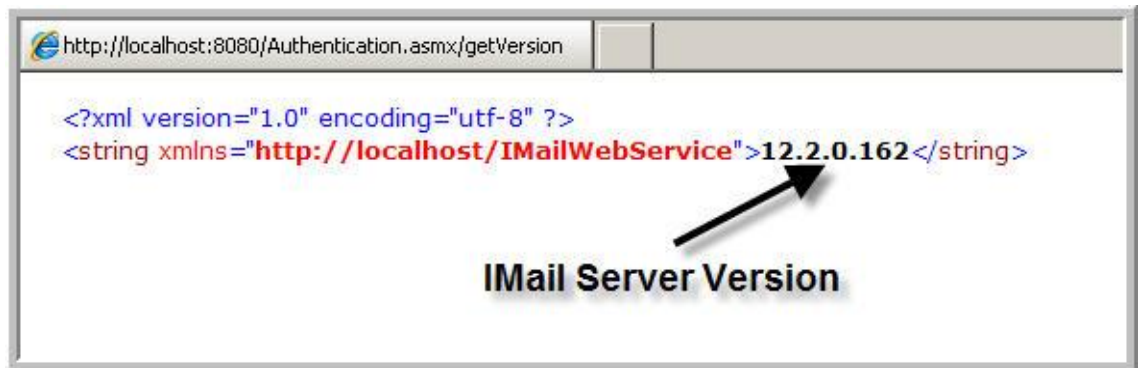 http://localhost:8080/Authentication.asmx/getVersion
<?xml version="1.0" encoding="utf-8" ?>
<string xmlns="http://localhost/IMailWebService">12.2.0.162</string>
IMail Server Version